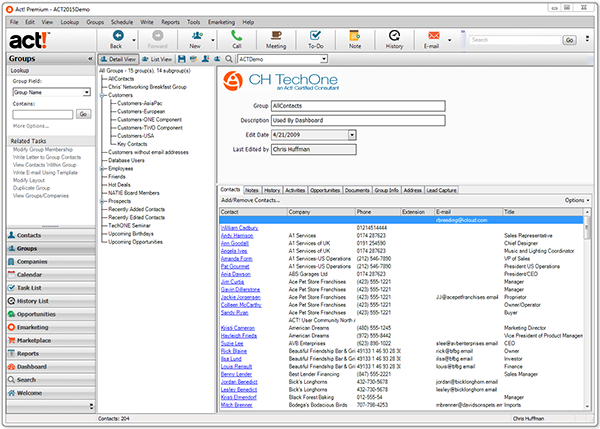 Act! Premium - ACT2015Demo
File Edit View Lookup Groups Schedule Write Reports Tools Emarketing Help
act!
Back Forward New Call Meeting To-Do Note History E-mail Search Go
Groups
Detail View List View ACTDemo
Lookup
Group Field:
Group Name
Contains:
Go
More Options...
Related Tasks
Modify Group Membership
Write Letter to Group Contacts
View Contacts Within Group
Write E-mail Using Template
Modify Layout
Duplicate Group
View Groups/Companies
Contacts
Groups
Companies
Calendar
Task List
History List
Opportunities
Emarketing
Marketplace
Reports
Dashboard
Search
Welcome
All Groups - 15 group(s), 14 subgroup(s)
AllContacts
Chris' Networking Breakfast Group
Customers
Customers-AsiaPac
Customers-European
Customers-ONE Component
Customers-TWO Component
Customers-USA
Key Contacts
Customers without email addresses
Database Users
Employees
Friends
Hot Deals
NATIE Board Members
Prospects
Recently Added Contacts
Recently Edited Contacts
TechONE Seminar
Upcoming Birthdays
Upcoming Opportunities
CH TechOne
an Act! Certified Consultant
Group AllContacts
Description Used By Dashboard
Edit Date 4/21/2009
Last Edited by Chris Huffman
Contacts Notes History Activities Opportunities Documents Group Info Address Lead Capture
Add/Remove Contacts... Options
Contact Company Phone Extension E-mail Title
rbreeding@icloud.com
William Cadbury 01214514444
Andy Harrison A1 Services 0174 287623 Sales Representative
Ann Goodall A1 Services of UK 0191 254590 Chief Designer
Angela Ives A1 Services of UK 0174 287623 Music and Lighting Coordinator
Amanda Form A1 Services-US Operations (212) 546-7890 VP of Sales
Pat Gourmet A1 Services-US Operations (212) 546-7890 President US Operations
Ania Dawson ABS Garages Ltd 0174 287623 President/CEO
Jim Curtis Ace Pet Store Franchises (423) 555-1221 Manager
Gavin Dillerstone Ace Pet Store Franchises (423) 555-1221 Manager
Jackie Jorgensen Ace Pet Store Franchises (423) 555-1221 JJ@acepetfranchises.email Proprietor
Colleen McCarthy Ace Pet Store Franchises (423) 555-1221 Owner/Operator
Sandy Ryan Ace Pet Store Franchises (423) 555-1221 Buyer
ACT! User Community North A
Kristi Cameron American Dreams (480) 555-1245 Marketing Director
Hayleigh Frieda American Dreams (972) 555-8442 Vice President of Product Managem
Suzie Lee AVB Enterprises (623) 898-1002 slee@averbenterprises.email CEO
Rick Blaine Beautiful Friendship Bar & Gri 49133 1 46 93 28 30 rick@bfbg.email Owner
Ilsa Lund Beautiful Friendship Bar & Gri 49133 1 46 93 28 30 ilsa@bfbg.email Investor
Louis Renault Beautiful Friendship Bar & Gri 49133 1 46 93 28 30 louis@bfbg.email Finance
Benny Lender Best Lender Financing (847) 555-2221 Sales Manager
Jordan Benedict Bick's Longhorns 432-730-5678 jordan@bicklonghorn.email
Lesley Benedict Bick's Longhorns 432-730-5678 lesley@bicklonghorn.email
Kristi Elmendorf Black Forest Baking 012-555-54 Manager
Mitch Brenner Bodega's Bodacious Birds 707-798-4253 mbrenner@davidsonspets.em Imports
Contacts: 204 Chris Huffman